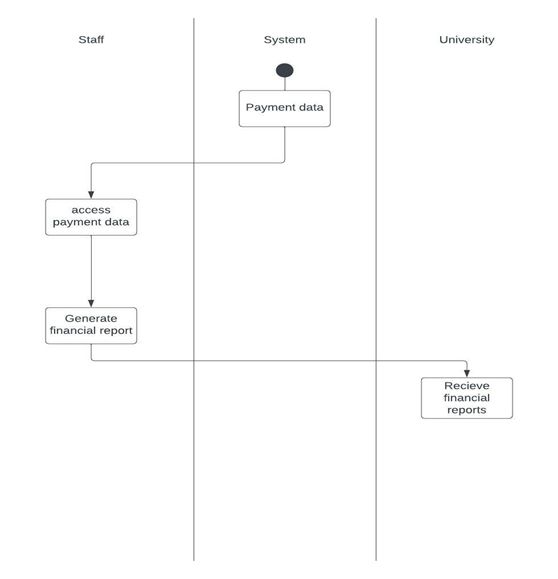 Staff
System
University
Payment data
access
payment data
Generate
financial report
Recieve
financial
reports